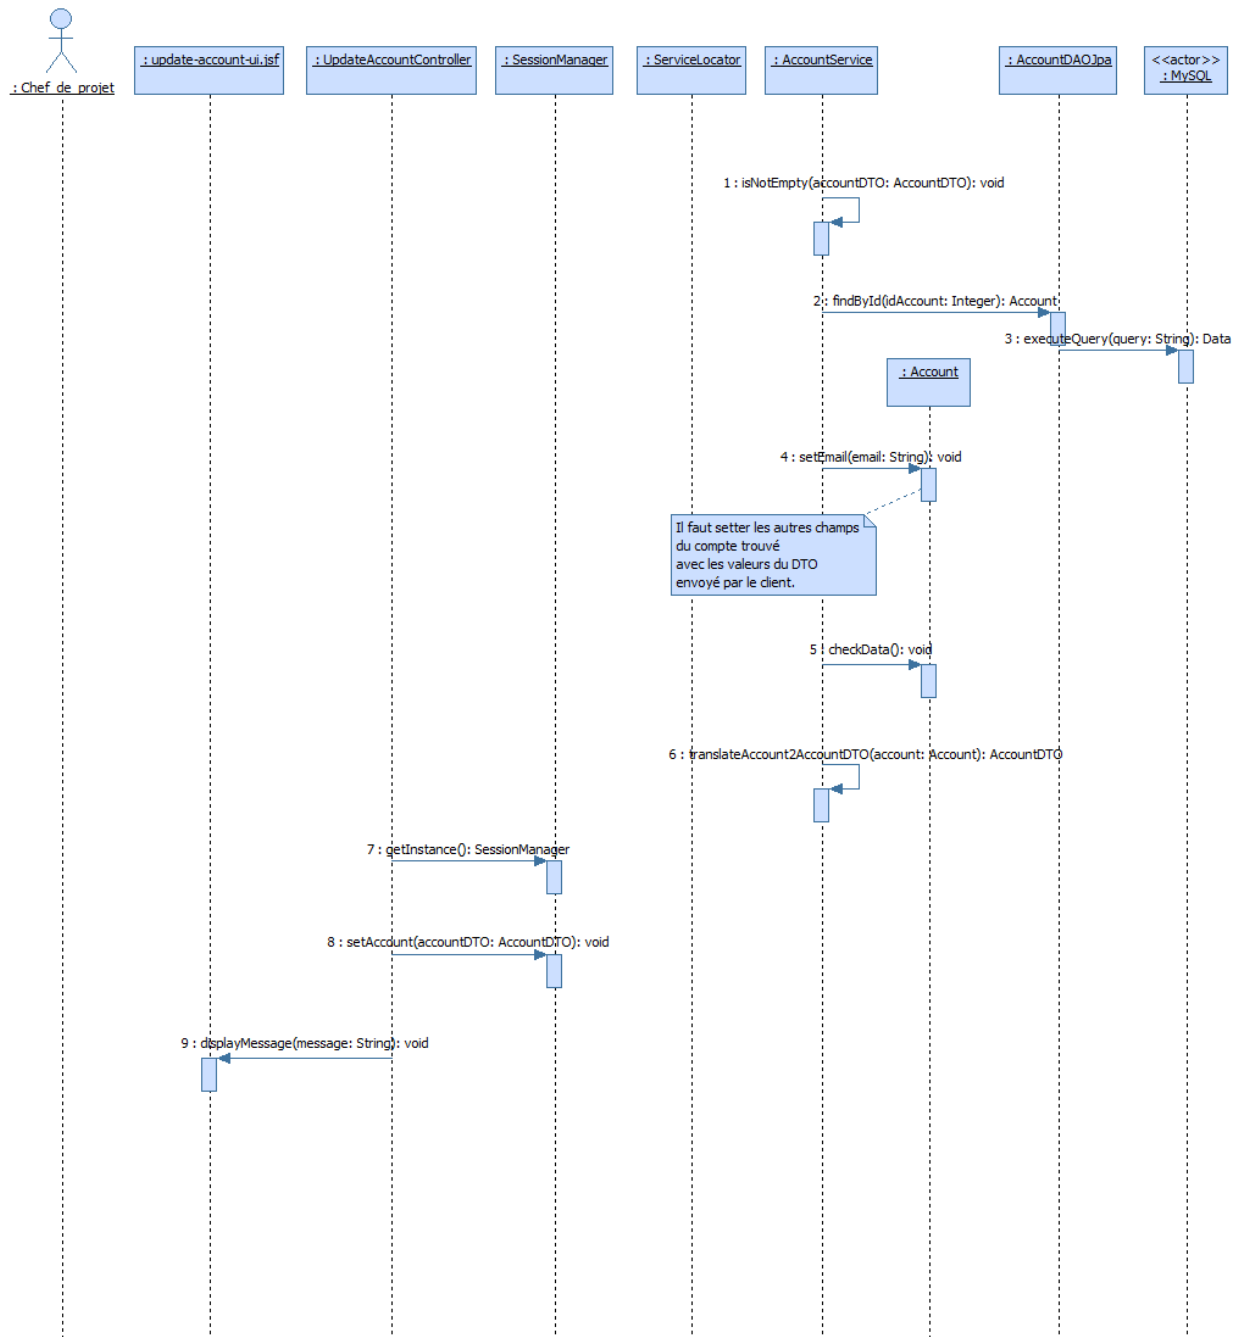 : Chef de projet
: update-account-ui.jsf
: UpdateAccountController
: SessionManager
: ServiceLocator
: AccountService
: AccountDAOJpa
<<actor>>
: MySQL
1 : isNotEmpty(accountDTO: AccountDTO): void
2 : findById(idAccount: Integer): Account
3 : executeQuery(query: String): Data
: Account
4 : setEmail(email: String): void
Il faut setter les autres champs
du compte trouvé
avec les valeurs du DTO
envoyé par le client.
5 : checkData(): void
6 : translateAccount2AccountDTO(account: Account): AccountDTO
7 : getInstance(): SessionManager
8 : setAccount(accountDTO: AccountDTO): void
9 : displayMessage(message: String): void